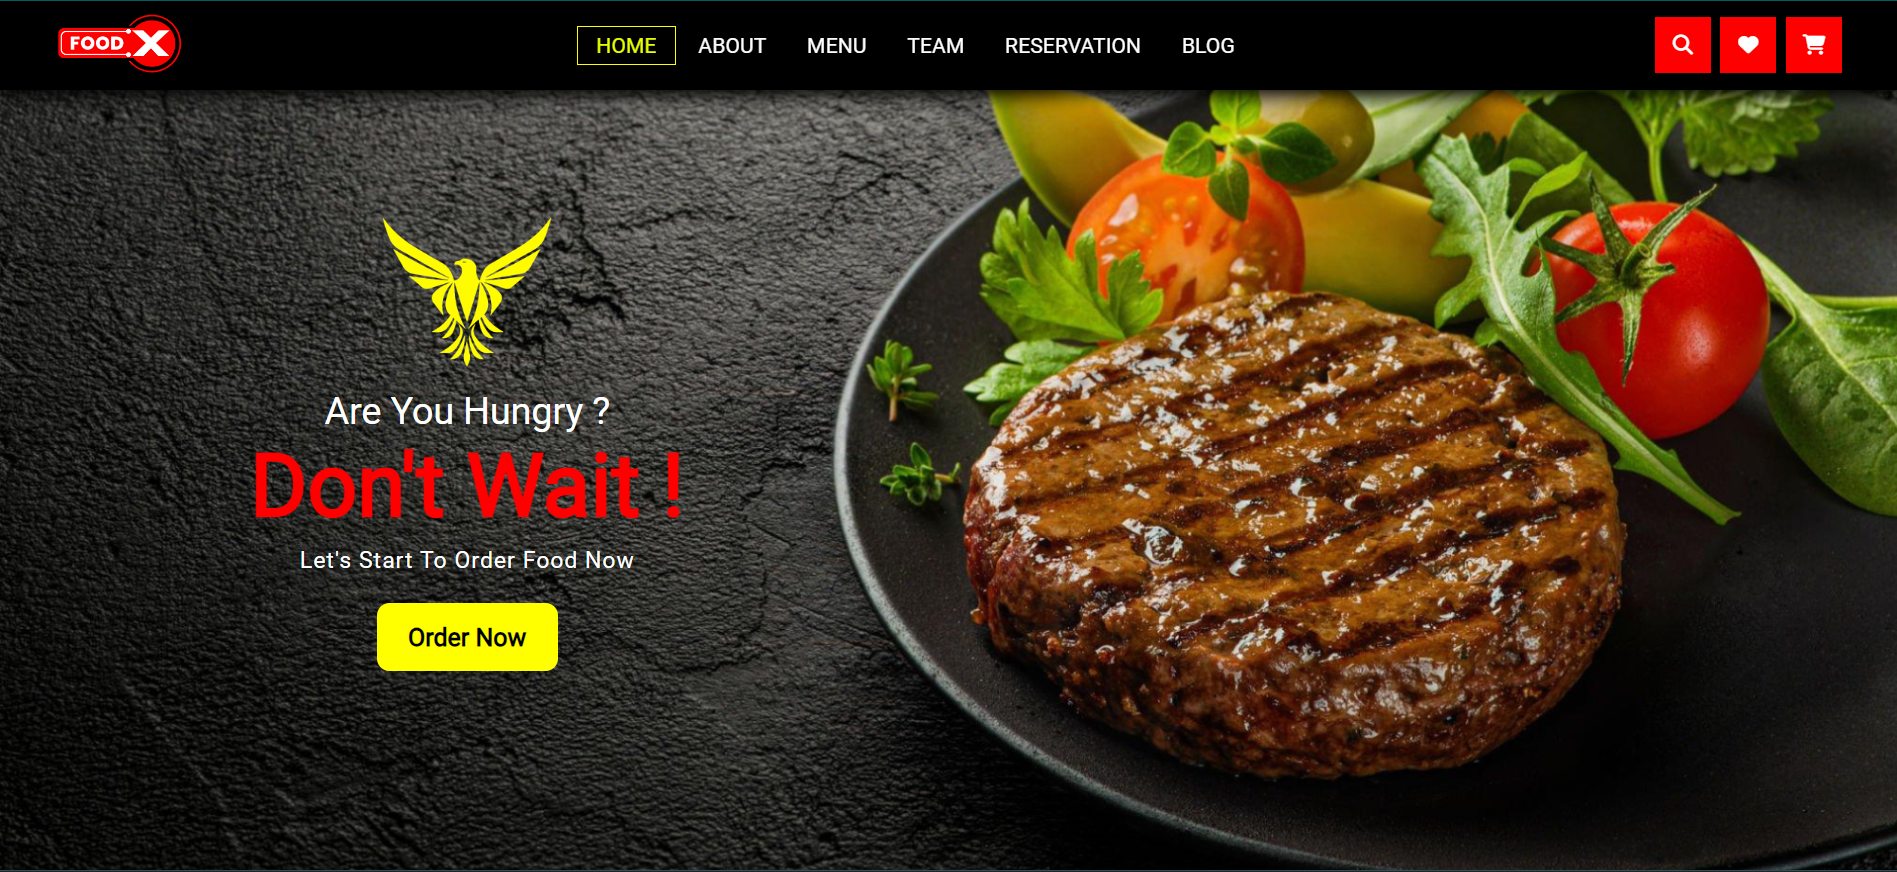 FOOD X
HOME ABOUT MENU TEAM RESERVATION BLOG
Are You Hungry ?
Don't Wait !
Let's Start To Order Food Now
Order Now